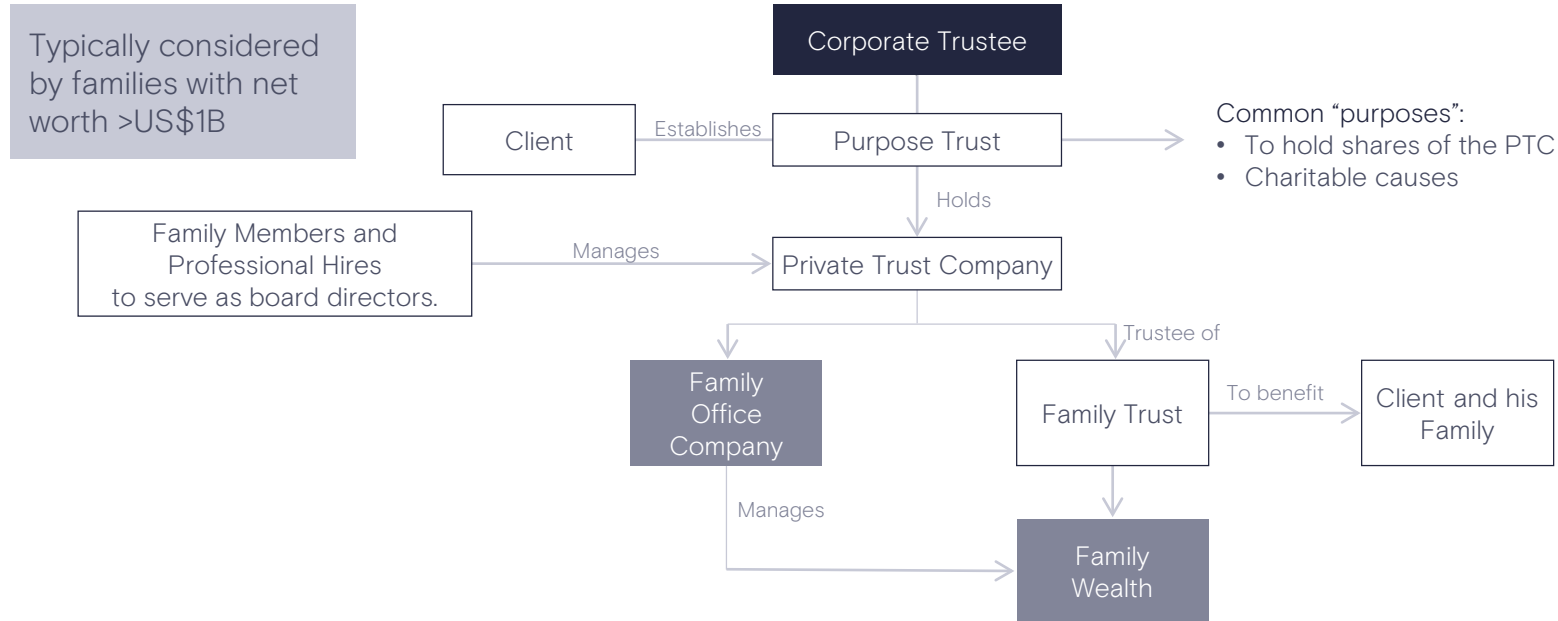 Typically considered
by families with net
worth >US$1B
Corporate Trustee
Client
Establishes
Purpose Trust
Common “purposes”:
• To hold shares of the PTC
• Charitable causes
Holds
Family Members and
Professional Hires
to serve as board directors.
Manages
Private Trust Company
Trustee of
Family
Office
Company
Family Trust
To benefit
Client and his
Family
Manages
Family
Wealth